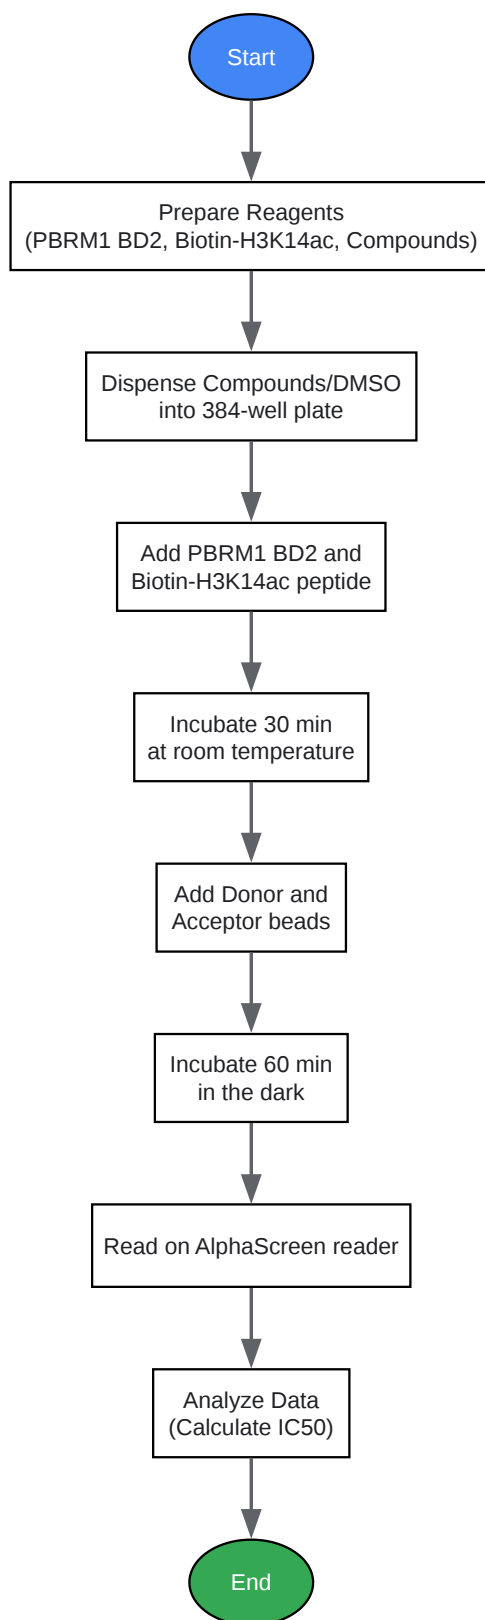 Start
Prepare Reagents
(PBRM1 BD2, Biotin-H3K14ac, Compounds)
Dispense Compounds/DMSO
into 384-well plate
Add PBRM1 BD2 and
Biotin-H3K14ac peptide
Incubate 30 min
at room temperature
Add Donor and
Acceptor beads
Incubate 60 min
in the dark
Read on AlphaScreen reader
Analyze Data
(Calculate IC50)
End